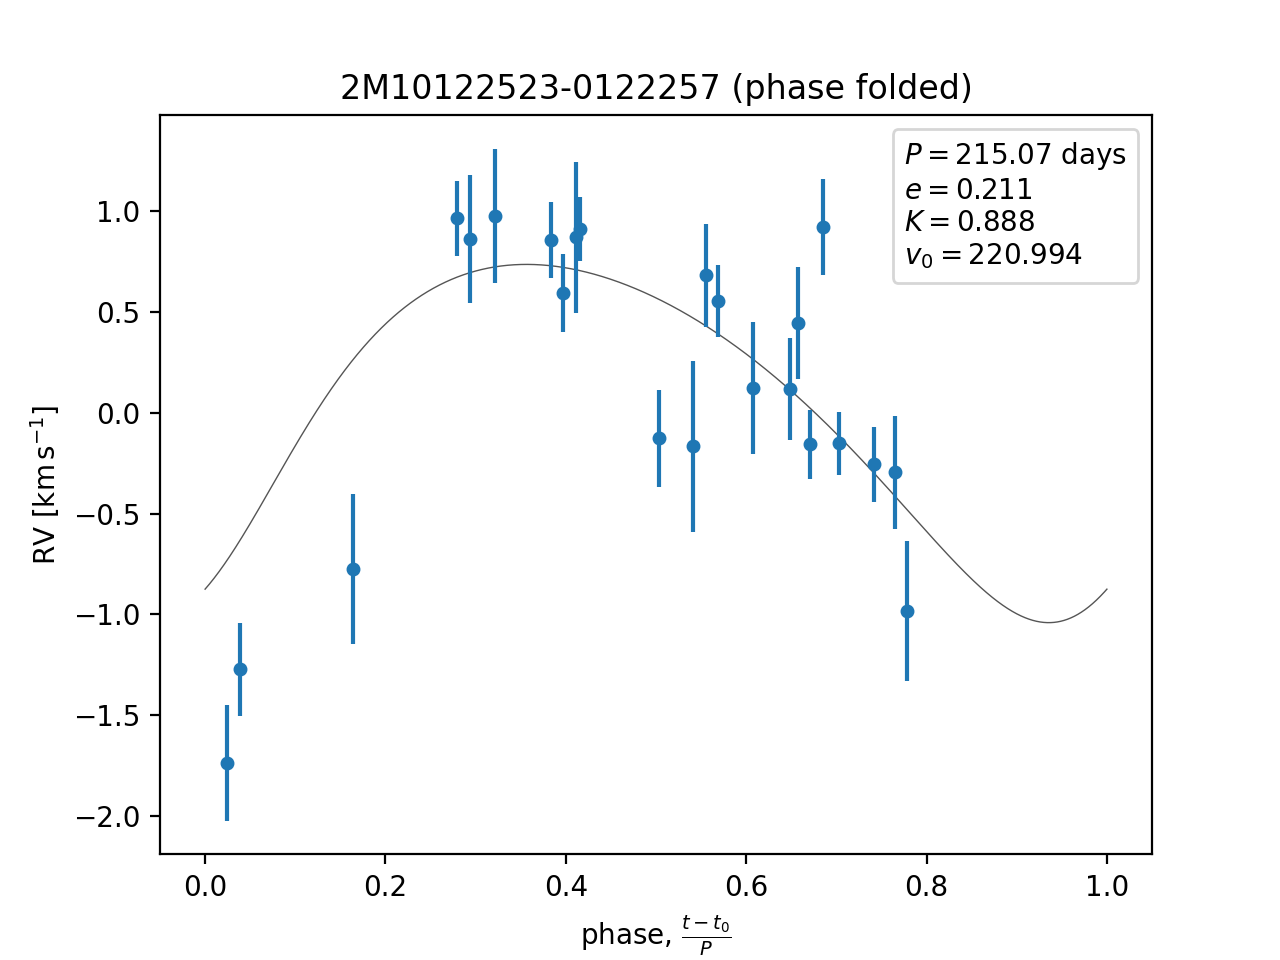 2M10122523-0122257 (phase folded)
P = 215.07 days
e = 0.211
K = 0.888
v₀ = 220.994
1.0
0.5
0.0
−0.5
−1.0
−1.5
−2.0
RV [km s⁻¹]
0.0 0.2 0.4 0.6 0.8 1.0
phase, (t − t₀)/P